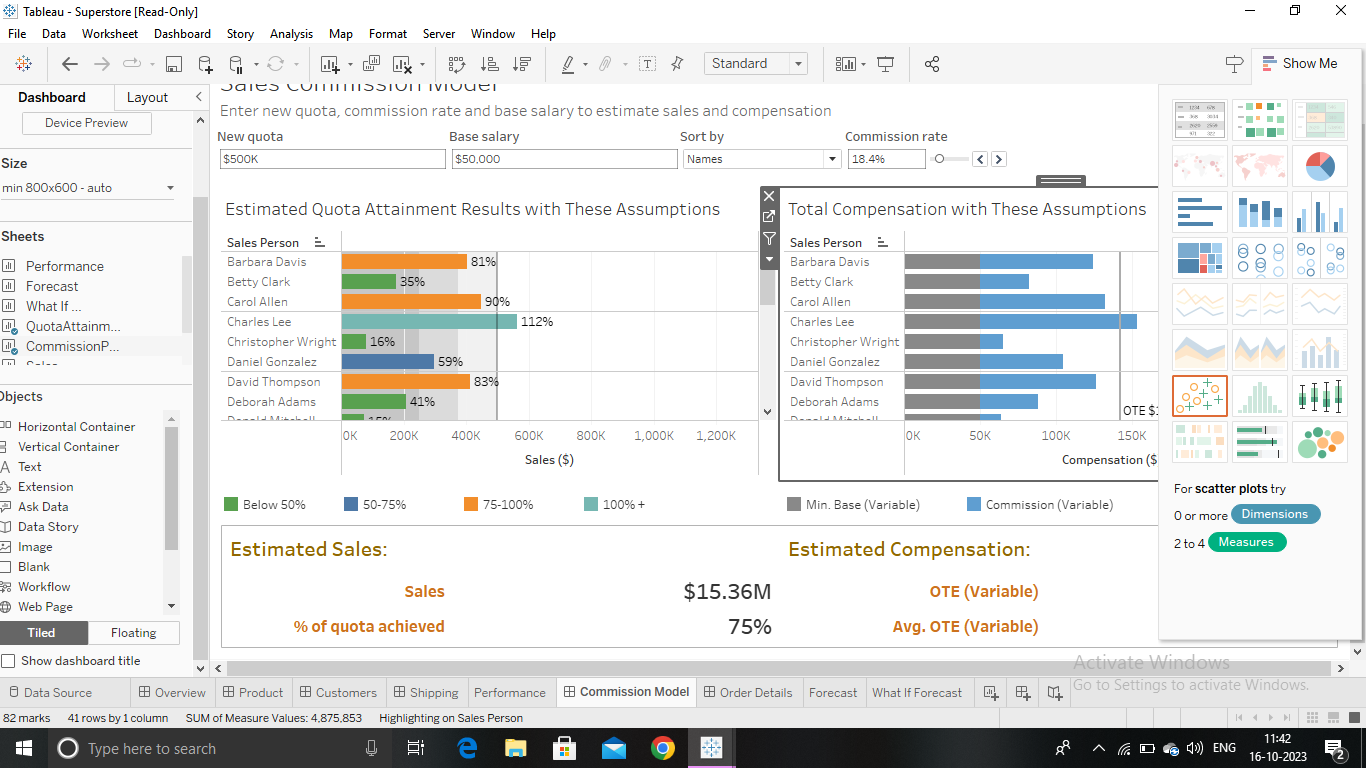 Tableau - Superstore [Read-Only]
File Data Worksheet Dashboard Story Analysis Map Format Server Window Help
Standard
Show Me
Dashboard Layout
Device Preview
Size
min 800x600 - auto
Sheets
Performance
Forecast
What If ...
QuotaAttainm...
CommissionP...
Objects
Horizontal Container
Vertical Container
Text
Extension
Ask Data
Data Story
Image
Blank
Workflow
Web Page
Tiled Floating
Show dashboard title
Sales Commission Model
Enter new quota, commission rate and base salary to estimate sales and compensation
New quota Base salary Sort by Commission rate
$500K $50,000 Names 18.4%
Estimated Quota Attainment Results with These Assumptions
Sales Person
Barbara Davis 81%
Betty Clark 35%
Carol Allen 90%
Charles Lee 112%
Christopher Wright 16%
Daniel Gonzalez 59%
David Thompson 83%
Deborah Adams 41%
Donald Mitchell 15%
0K 200K 400K 600K 800K 1,000K 1,200K
Sales ($)
Below 50% 50-75% 75-100% 100% +
Total Compensation with These Assumptions
Sales Person
Barbara Davis
Betty Clark
Carol Allen
Charles Lee
Christopher Wright
Daniel Gonzalez
David Thompson
Deborah Adams
Donald Mitchell
OTE $1
0K 50K 100K 150K
Compensation ($
Min. Base (Variable) Commission (Variable)
Estimated Sales:
Sales $15.36M
% of quota achieved 75%
Estimated Compensation:
OTE (Variable)
Avg. OTE (Variable)
For scatter plots try
0 or more Dimensions
2 to 4 Measures
Activate Windows
Go to Settings to activate Windows.
Data Source Overview Product Customers Shipping Performance Commission Model Order Details Forecast What If Forecast
82 marks 41 rows by 1 column SUM of Measure Values: 4,875,853 Highlighting on Sales Person
Type here to search
ENG
11:42
16-10-2023
2